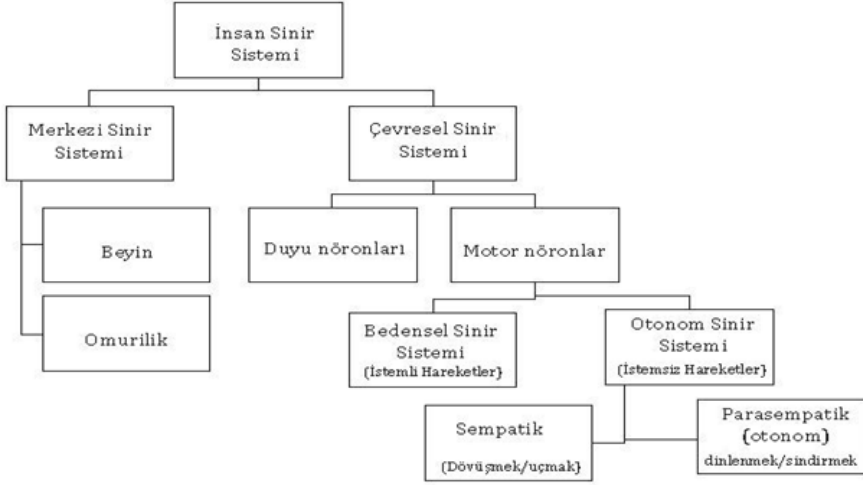 İnsan Sinir
Sistemi
Merkezi Sinir
Sistemi
Çevresel Sinir
Sistemi
Beyin
Omurilik
Duyu nöronları
Motor nöronlar
Bedensel Sinir
Sistemi
(İstemli Hareketler}
Otonom Sinir
Sistemi
(İstemsiz Hareketler}
Sempatik
(Dövüşmek/uçmak}
Parasempatik
{otonom)
dinlenmek/sindirmek